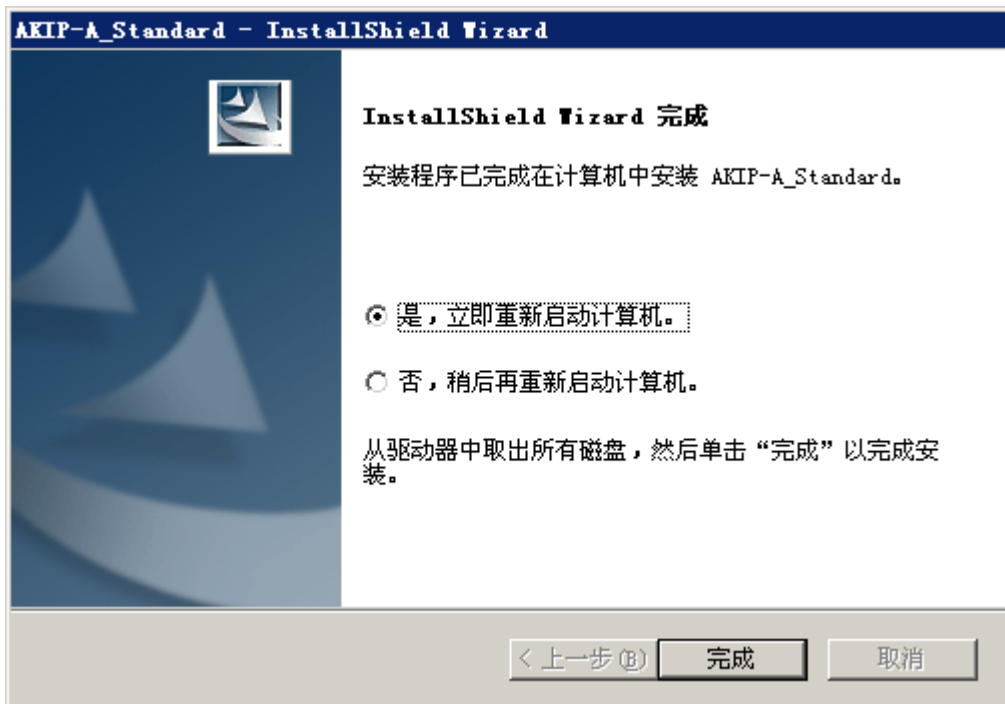 AKIP-A_Standard - InstallShield Wizard
InstallShield Wizard 完成
安装程序已完成在计算机中安装 AKIP-A_Standard。
是，立即重新启动计算机。
否，稍后再重新启动计算机。
从驱动器中取出所有磁盘，然后单击“完成”以完成安
装。
< 上一步(B)
完成
取消